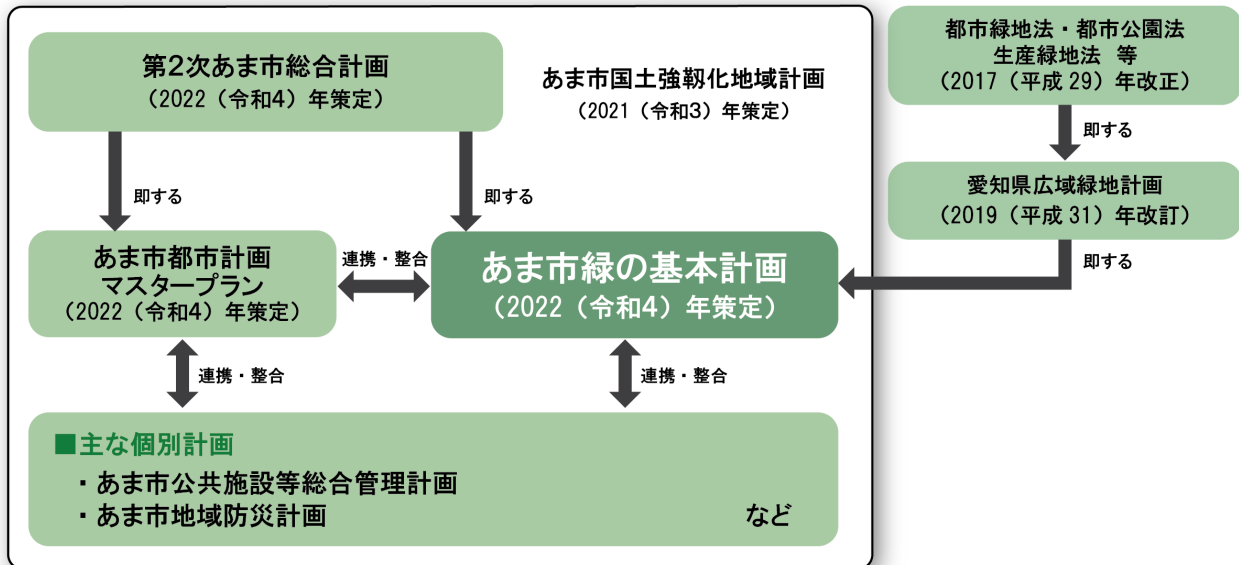 第2次あま市総合計画
（2022（令和4）年策定）
あま市国土強靱化地域計画
（2021（令和3）年策定）
都市緑地法・都市公園法
生産緑地法　等
（2017（平成 29）年改正）
即する
愛知県広域緑地計画
（2019（平成 31）年改訂）
即する
即する
即する
あま市都市計画
マスタープラン
（2022（令和4）年策定）
連携・整合
あま市緑の基本計画
（2022（令和4）年策定）
連携・整合
連携・整合
■主な個別計画
・あま市公共施設等総合管理計画
・あま市地域防災計画
など